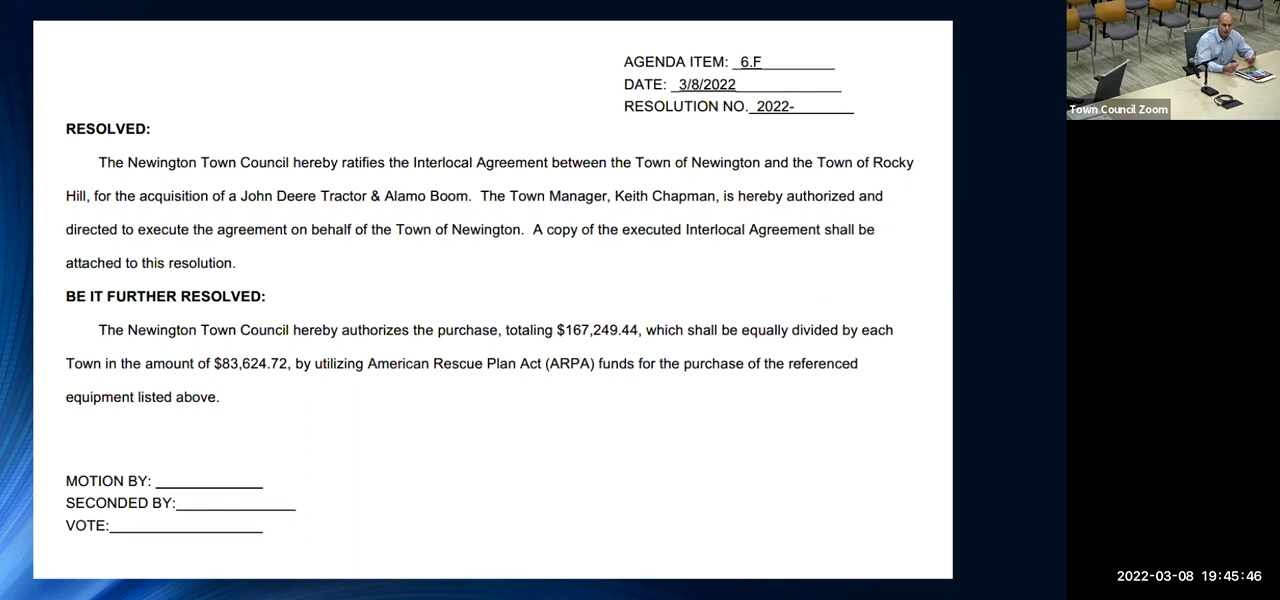 AGENDA ITEM: 6.F
DATE: 3/8/2022
RESOLUTION NO. 2022-
RESOLVED:
The Newington Town Council hereby ratifies the Interlocal Agreement between the Town of Newington and the Town of Rocky
Hill, for the acquisition of a John Deere Tractor & Alamo Boom. The Town Manager, Keith Chapman, is hereby authorized and
directed to execute the agreement on behalf of the Town of Newington. A copy of the executed Interlocal Agreement shall be
attached to this resolution.
BE IT FURTHER RESOLVED:
The Newington Town Council hereby authorizes the purchase, totaling $167,249.44, which shall be equally divided by each
Town in the amount of $83,624.72, by utilizing American Rescue Plan Act (ARPA) funds for the purchase of the referenced
equipment listed above.
MOTION BY:
SECONDED BY:
VOTE:
Town Council Zoom
2022-03-08 19:45:46